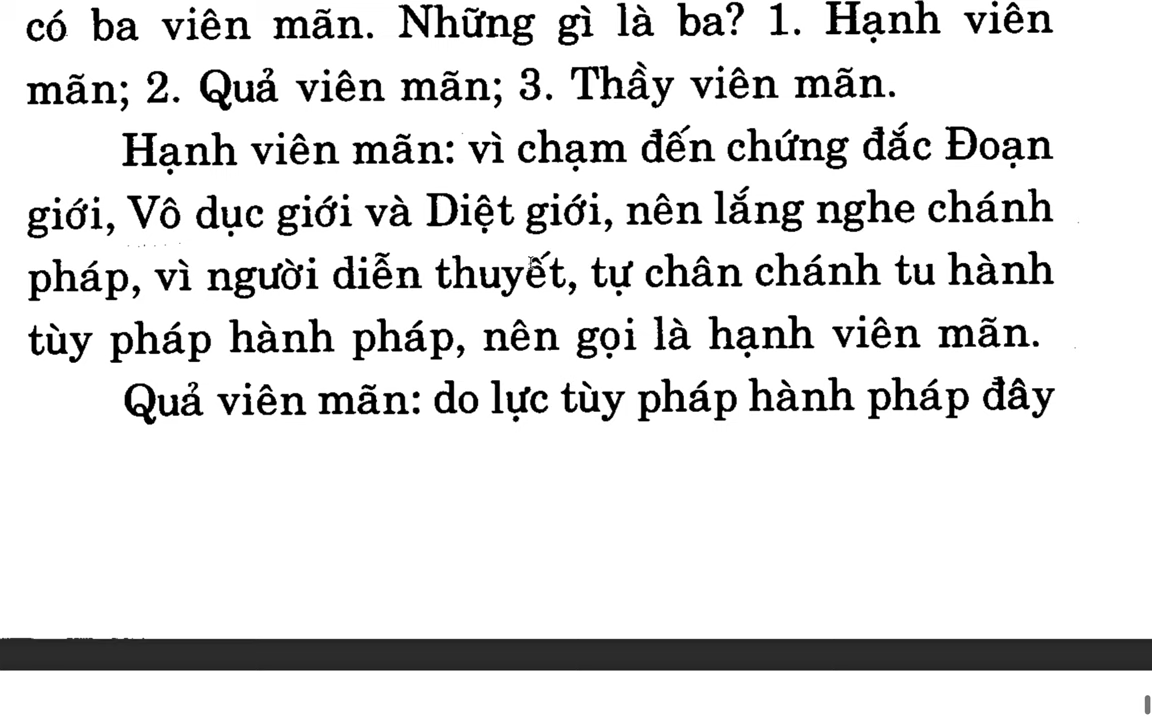 có ba viên mãn. Những gì là ba? 1. Hạnh viên
mãn; 2. Quả viên mãn; 3. Thầy viên mãn.
Hạnh viên mãn: vì chạm đến chứng đắc Đoạn
giới, Vô dục giới và Diệt giới, nên lắng nghe chánh
pháp, vì người diễn thuyết, tự chân chánh tu hành
tùy pháp hành pháp, nên gọi là hạnh viên mãn.
Quả viên mãn: do lực tùy pháp hành pháp đây